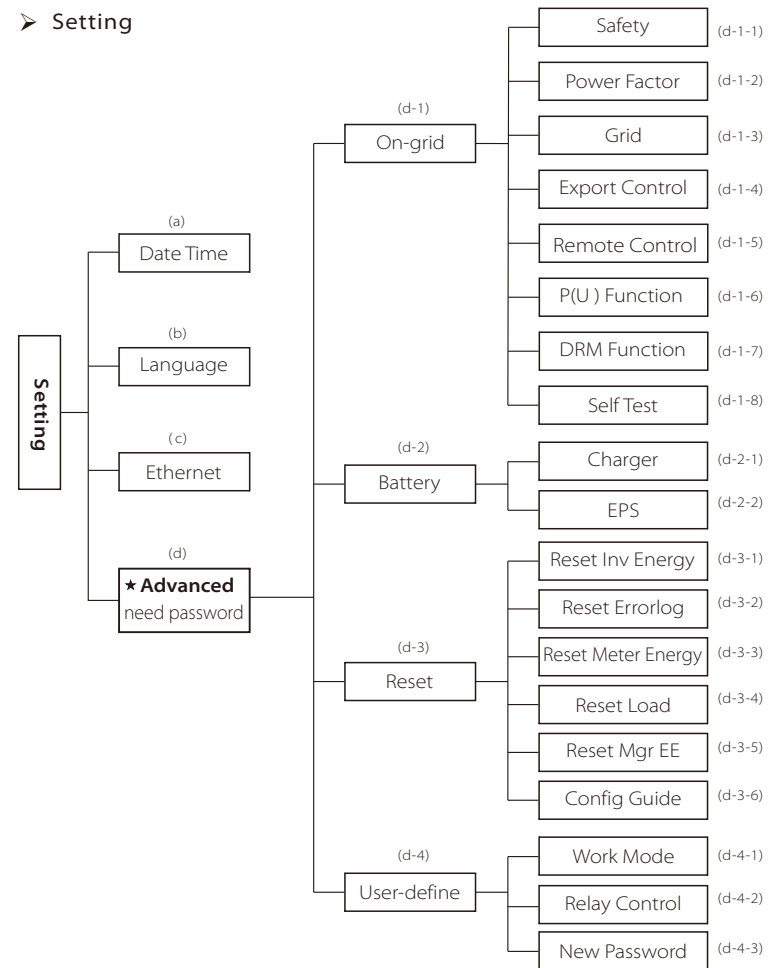 ➢ Setting
Setting
(a)
Date Time
(b)
Language
(c)
Ethernet
(d)
★ Advanced
need password
(d-1)
On-grid
Safety (d-1-1)
Power Factor (d-1-2)
Grid (d-1-3)
Export Control (d-1-4)
Remote Control (d-1-5)
P(U ) Function (d-1-6)
DRM Function (d-1-7)
Self Test (d-1-8)
(d-2)
Battery
Charger (d-2-1)
EPS (d-2-2)
(d-3)
Reset
Reset Inv Energy (d-3-1)
Reset Errorlog (d-3-2)
Reset Meter Energy (d-3-3)
Reset Load (d-3-4)
Reset Mgr EE (d-3-5)
Config Guide (d-3-6)
(d-4)
User-define
Work Mode (d-4-1)
Relay Control (d-4-2)
New Password (d-4-3)